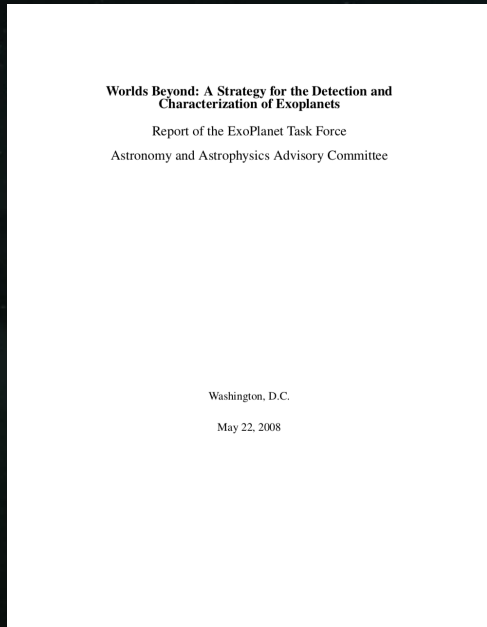 Worlds Beyond: A Strategy for the Detection and
Characterization of Exoplanets
Report of the ExoPlanet Task Force
Astronomy and Astrophysics Advisory Committee
Washington, D.C.
May 22, 2008